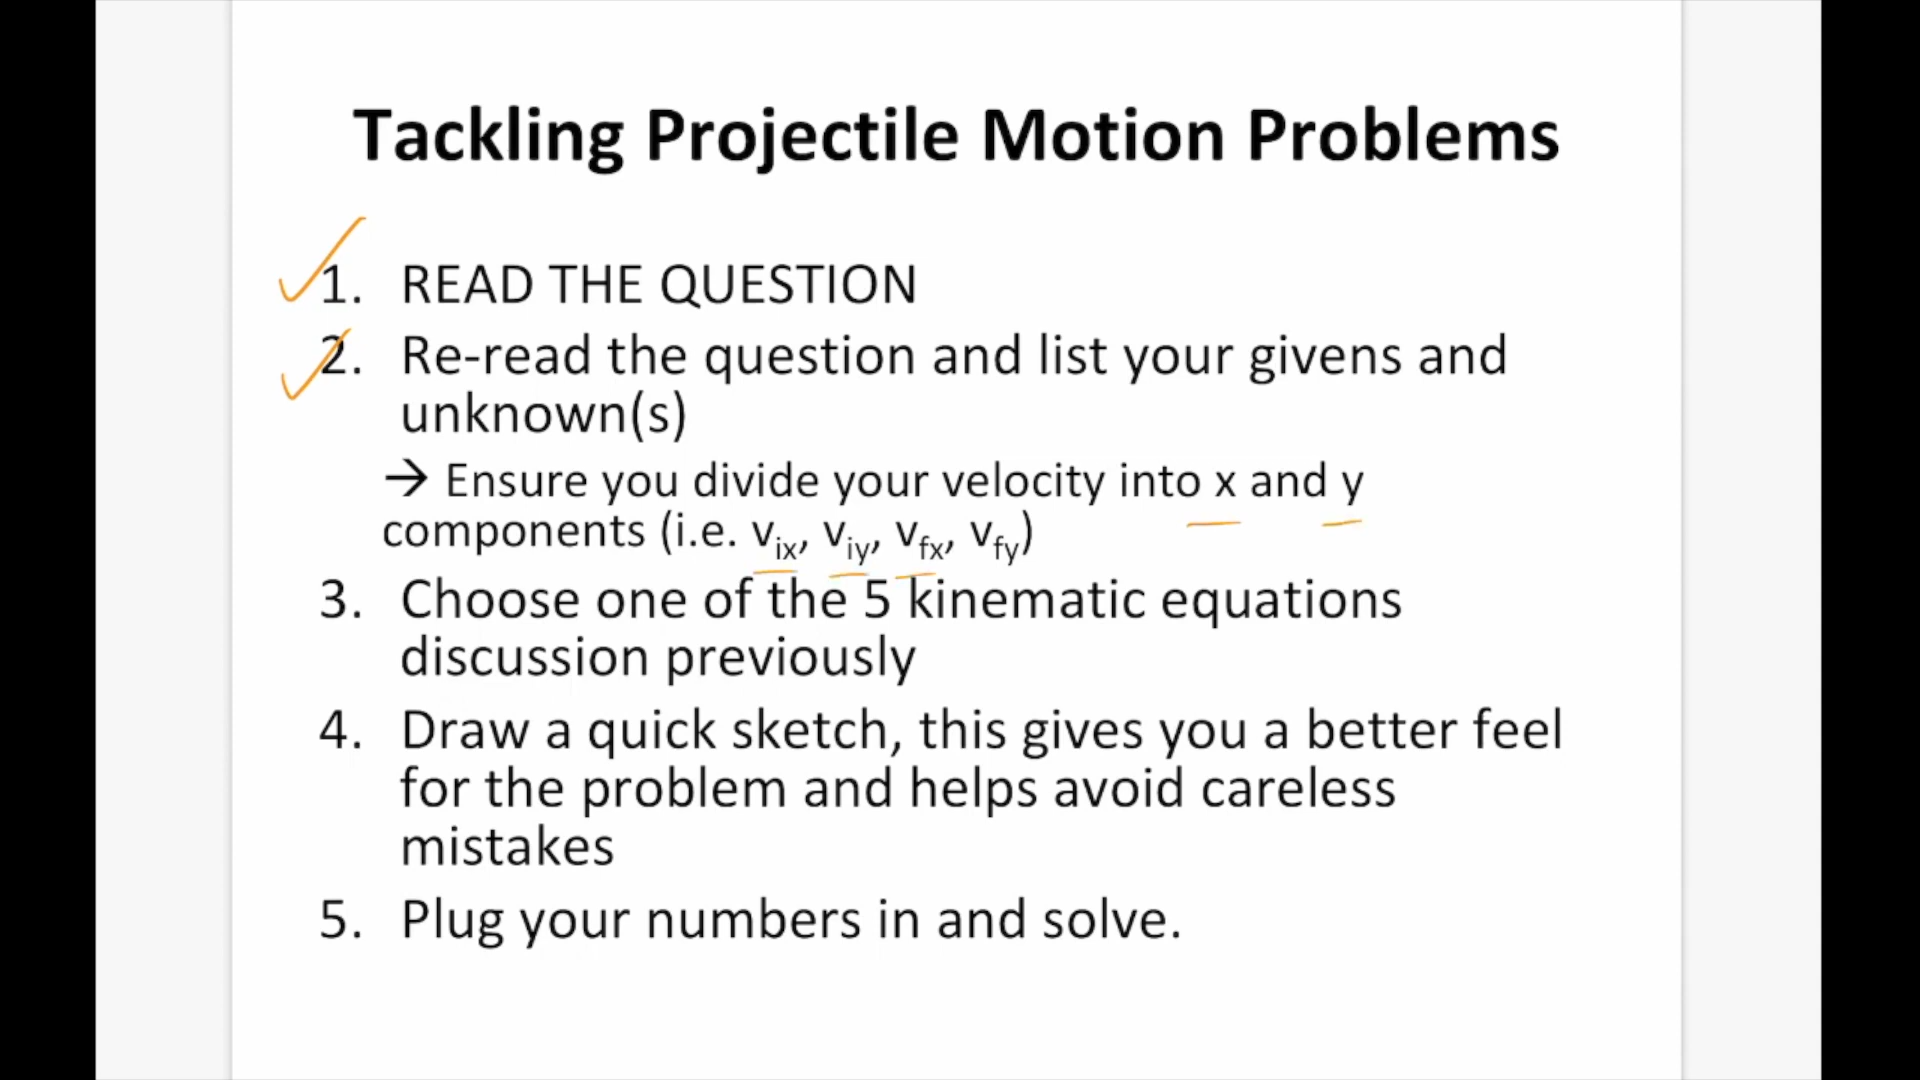 Tackling Projectile Motion Problems
1. READ THE QUESTION
2. Re-read the question and list your givens and
unknown(s)
→ Ensure you divide your velocity into x and y
components (i.e. vix, viy, vfx, vfy)
3. Choose one of the 5 kinematic equations
discussion previously
4. Draw a quick sketch, this gives you a better feel
for the problem and helps avoid careless
mistakes
5. Plug your numbers in and solve.